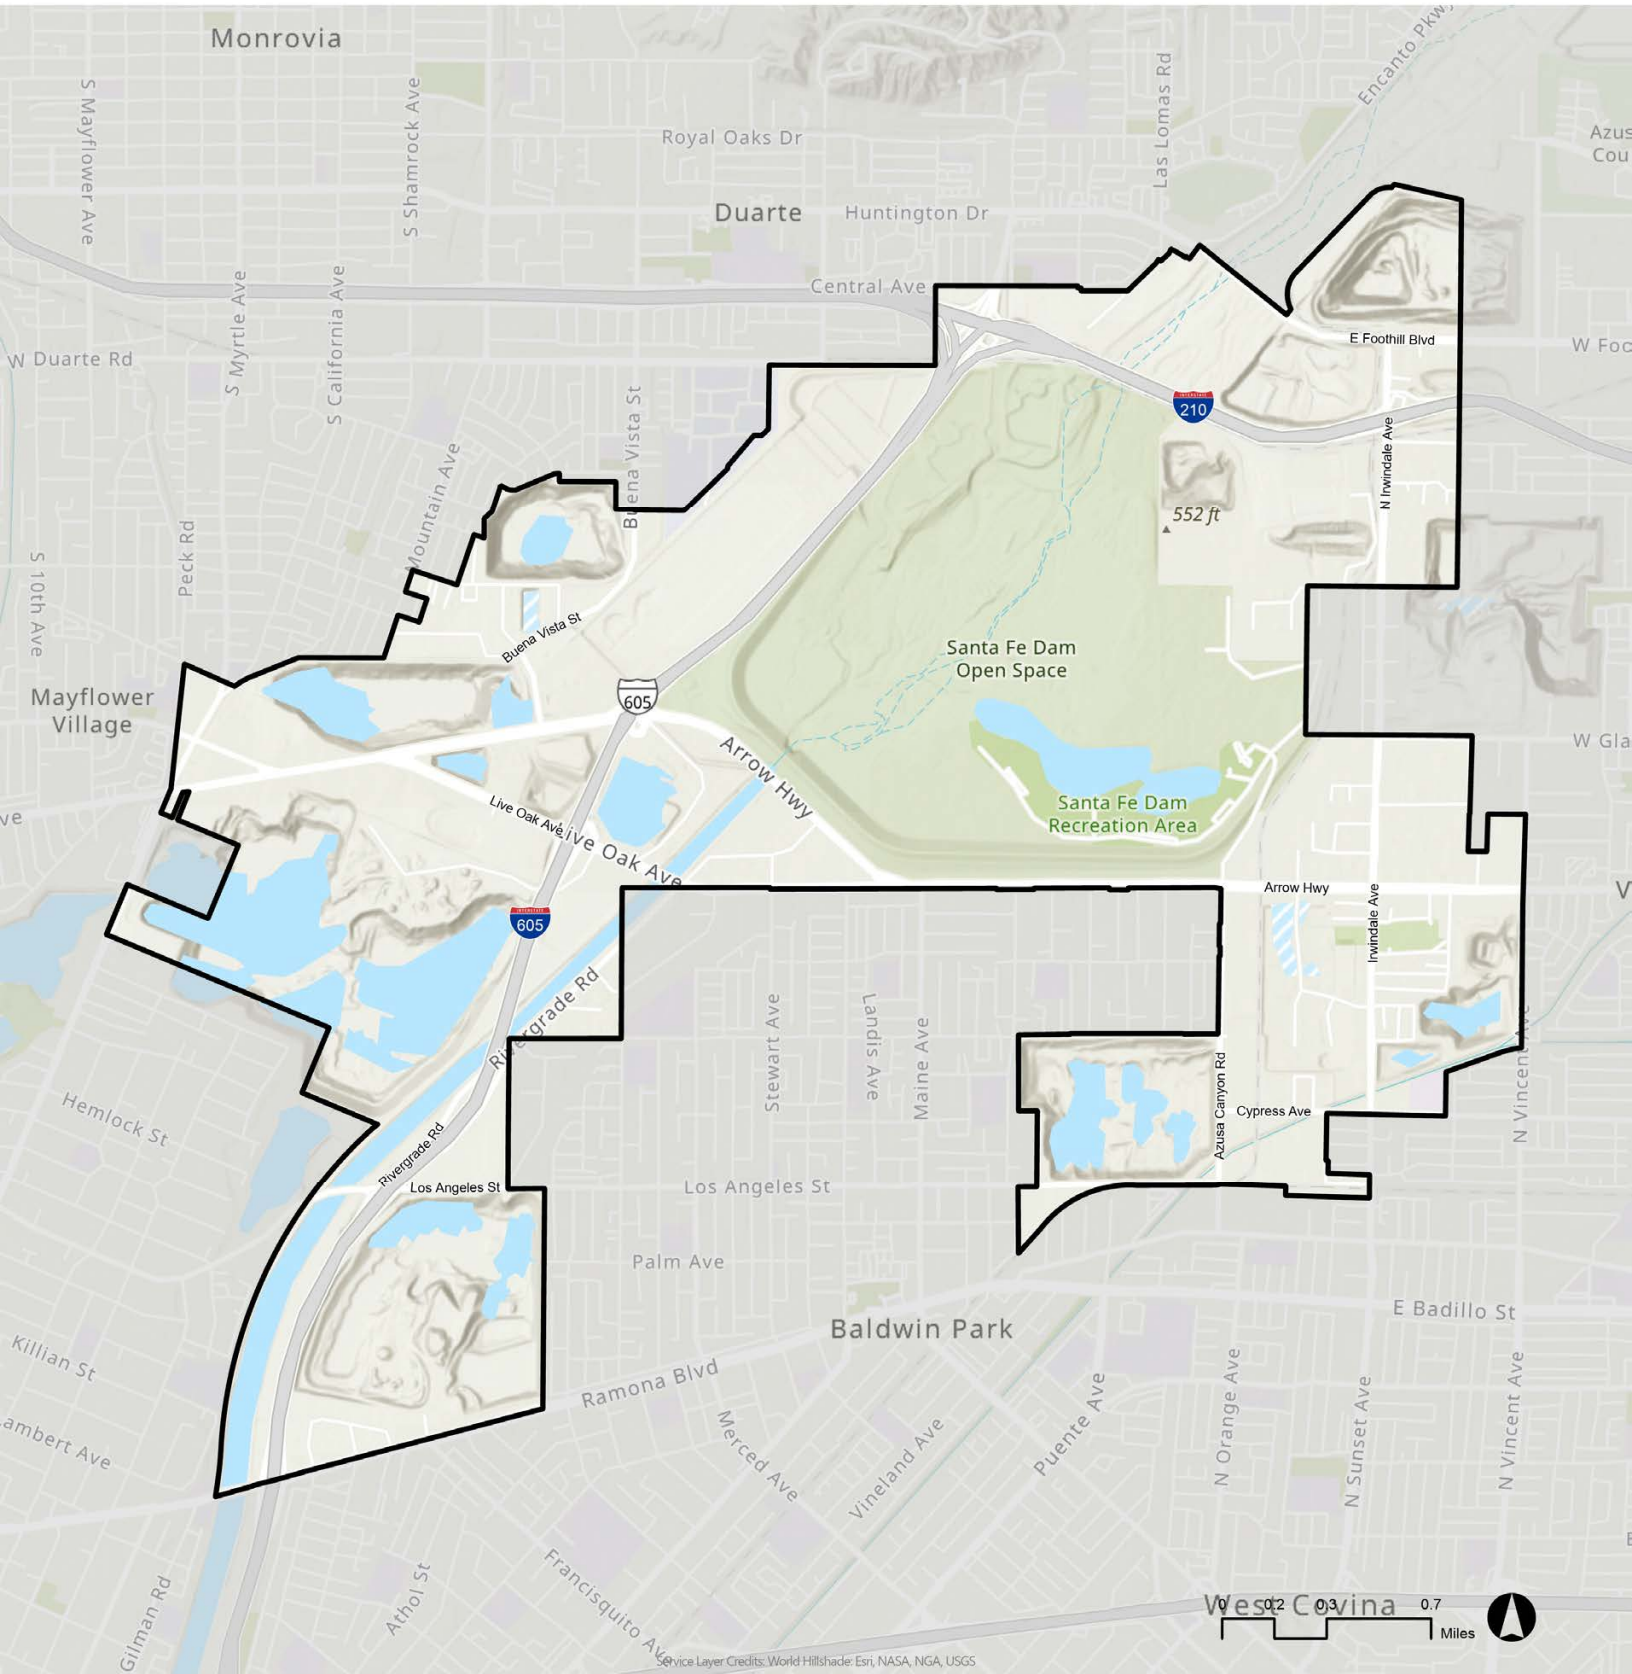 Monrovia
Encanto Pkwy
S Mayflower Ave
S Shamrock Ave
Las Lomas Rd
Royal Oaks Dr
Azus
Cou
Duarte
Huntington Dr
Central Ave
S Myrtle Ave
S California Ave
E Foothill Blvd
W Foo
W Duarte Rd
Buena Vista St
INTERSTATE
210
N Irwindale Ave
Mountain Ave
552 ft
Peck Rd
S 10th Ave
Buena Vista St
Santa Fe Dam
Open Space
Mayflower
Village
605
Arrow Hwy
W Gla
Live Oak Ave
Live Oak Ave
Santa Fe Dam
Recreation Area
ve
Arrow Hwy
V
Irwindale Ave
INTERSTATE
605
Rivergrade Rd
Stewart Ave
Landis Ave
Maine Ave
N Vincent Ave
Hemlock St
Azusa Canyon Rd
Cypress Ave
Rivergrade Rd
Los Angeles St
Los Angeles St
Palm Ave
E Badillo St
Baldwin Park
Killian St
Ramona Blvd
Lambert Ave
Merced Ave
Vineland Ave
Puente Ave
N Orange Ave
N Sunset Ave
N Vincent Ave
Francisquito Ave
Athol St
Gilman Rd
West Covina
0 0.2 0.3 0.7
Miles
Service Layer Credits: World Hillshade: Esri, NASA, NGA, USGS